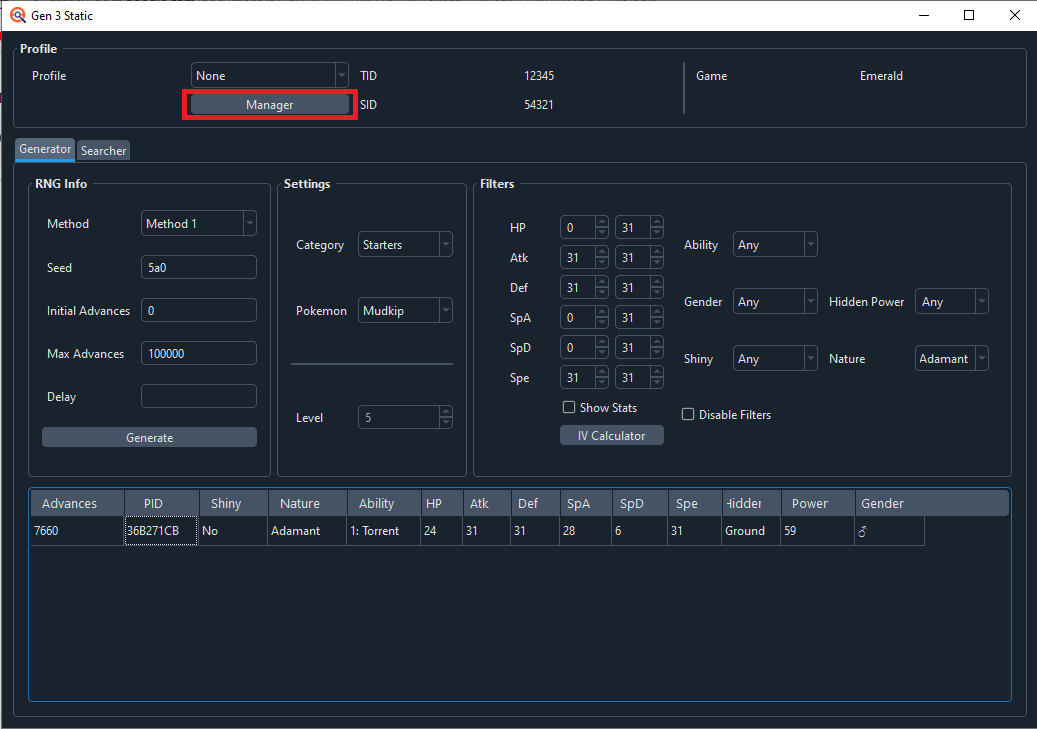 Gen 3 Static
Profile
Profile None TID 12345 Game Emerald
Manager SID 54321
Generator Searcher
RNG Info
Method Method 1
Seed 5a0
Initial Advances 0
Max Advances 100000
Delay
Generate
Settings
Category Starters
Pokemon Mudkip
Level 5
Filters
HP 0 31
Atk 31 31
Def 31 31
SpA 0 31
SpD 0 31
Spe 31 31
Show Stats
IV Calculator
Ability Any
Gender Any Hidden Power Any
Shiny Any Nature Adamant
Disable Filters
Advances PID Shiny Nature Ability HP Atk Def SpA SpD Spe Hidder Power Gender
7660 36B271CB No Adamant 1: Torrent 24 31 31 28 6 31 Ground 59 ♂